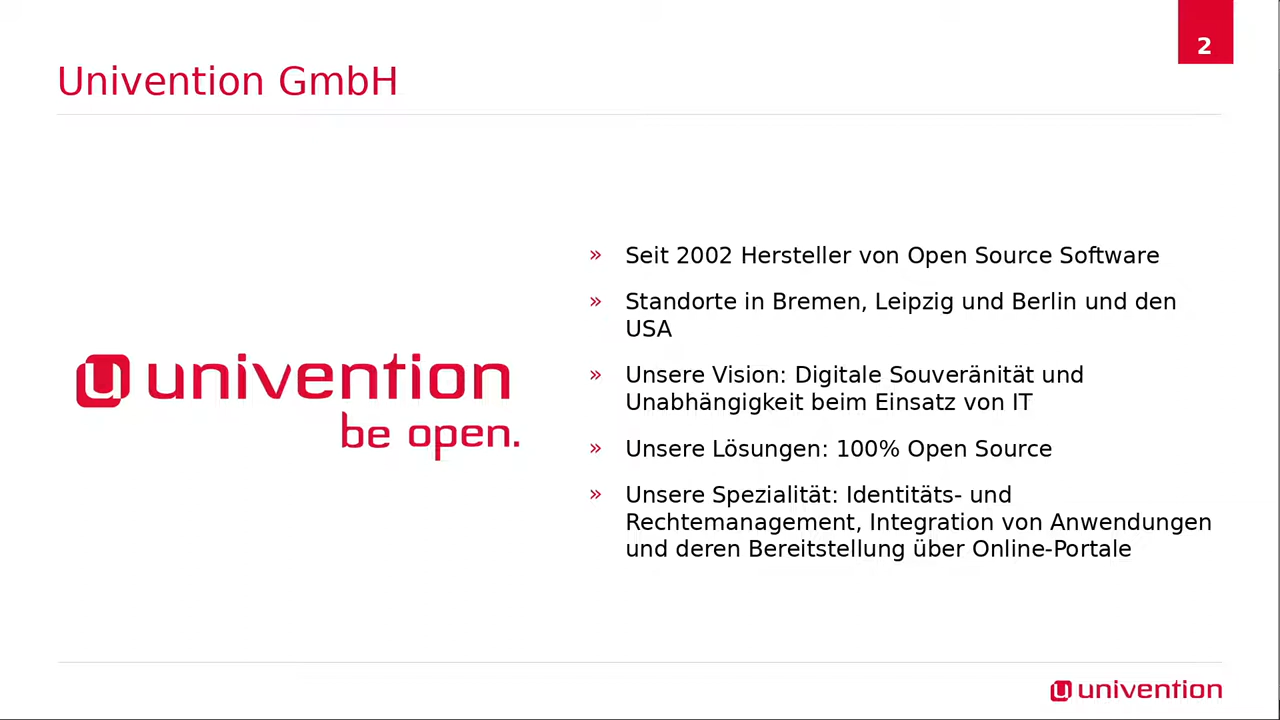 2
Univention GmbH
» Seit 2002 Hersteller von Open Source Software
» Standorte in Bremen, Leipzig und Berlin und den
USA
» Unsere Vision: Digitale Souveränität und
Unabhängigkeit beim Einsatz von IT
» Unsere Lösungen: 100% Open Source
» Unsere Spezialität: Identitäts- und
Rechtemanagement, Integration von Anwendungen
und deren Bereitstellung über Online-Portale
u univention
be open.
u univention